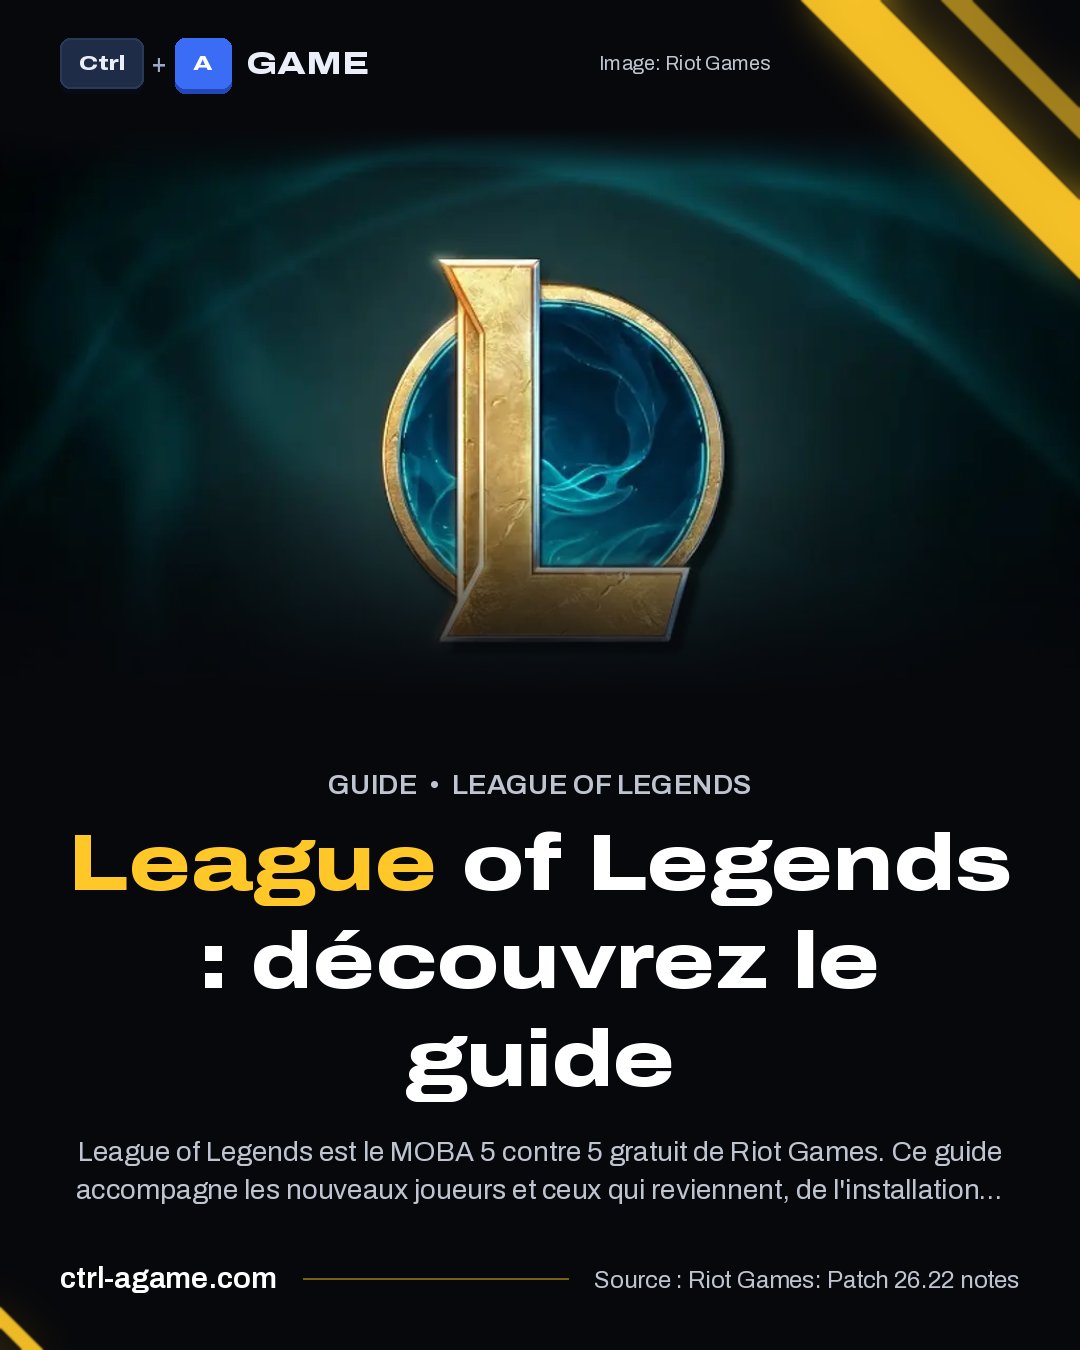 Ctrl + A GAME
Image: Riot Games
GUIDE • LEAGUE OF LEGENDS
League of Legends
: découvrez le
guide
League of Legends est le MOBA 5 contre 5 gratuit de Riot Games. Ce guide
accompagne les nouveaux joueurs et ceux qui reviennent, de l'installation…
ctrl-agame.com
Source : Riot Games: Patch 26.22 notes